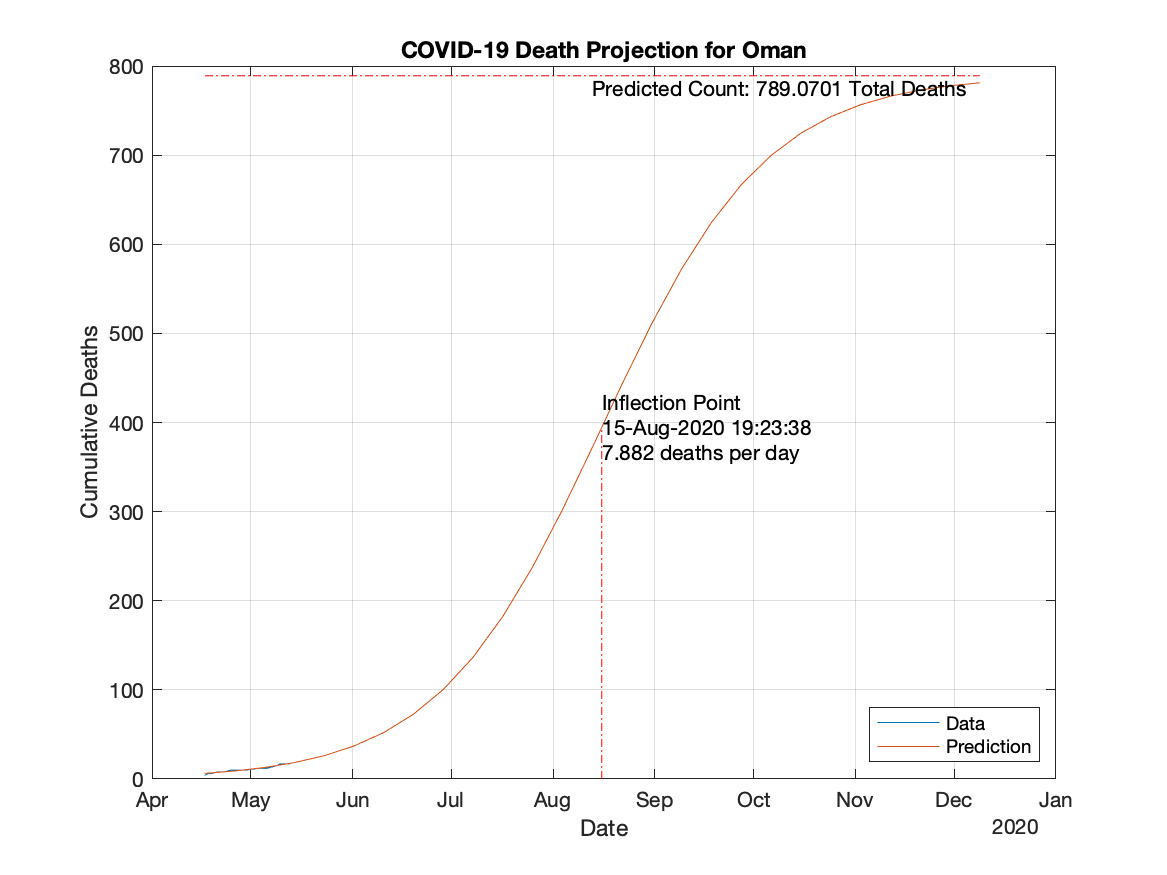 COVID-19 Death Projection for Oman
Predicted Count: 789.0701 Total Deaths
Inflection Point
15-Aug-2020 19:23:38
7.882 deaths per day
Cumulative Deaths
800
700
600
500
400
300
200
100
0
Data
Prediction
Apr May Jun Jul Aug Sep Oct Nov Dec Jan
Date
2020